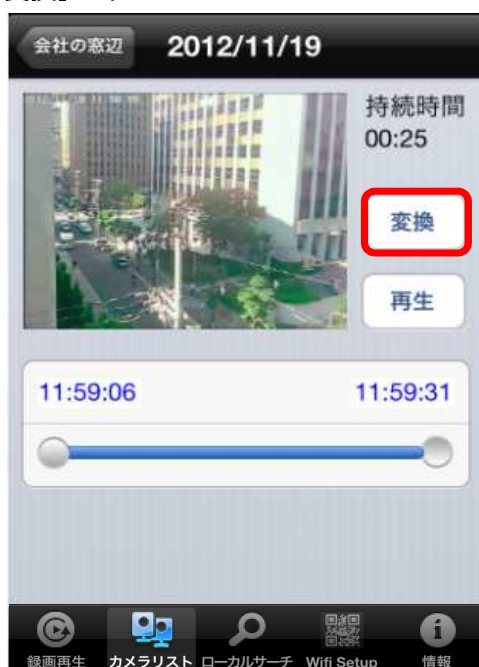 会社の窓辺 2012/11/19
持続時間
00:25
変換
再生
11:59:06 11:59:31
録画再生 カメラリスト ローカルサーチ Wifi Setup 情報